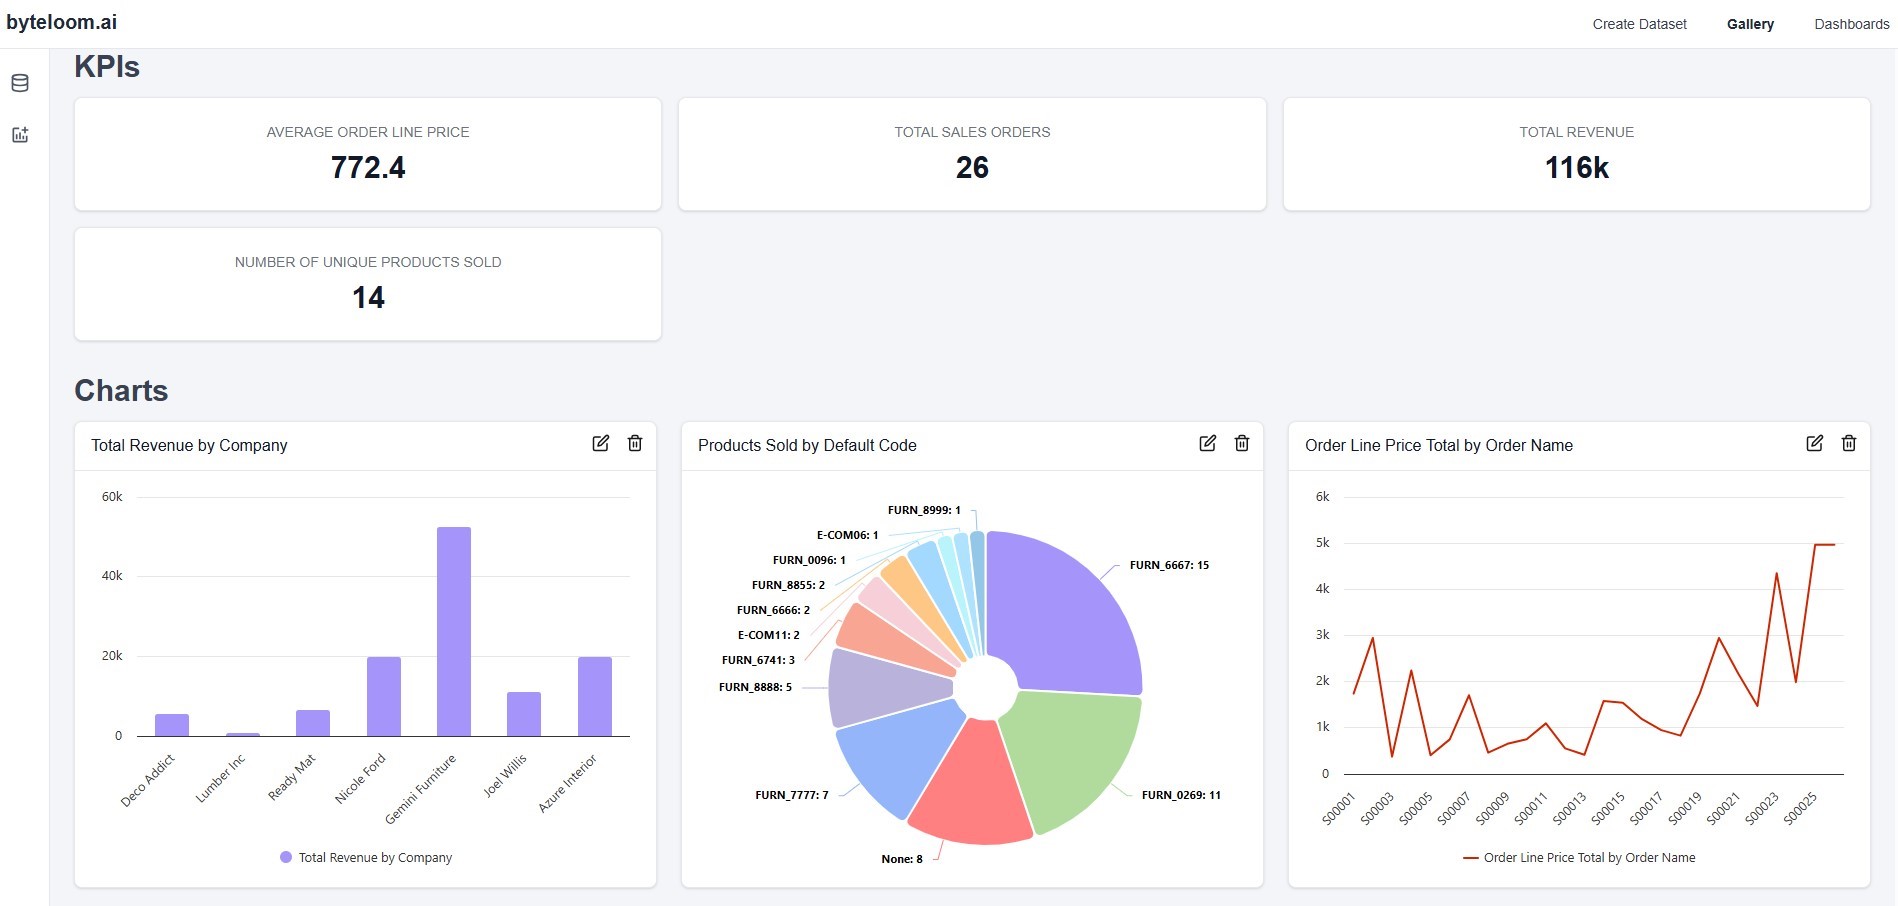 byteloom.ai
Create Dataset
Gallery
Dashboards
KPIs
AVERAGE ORDER LINE PRICE
772.4
TOTAL SALES ORDERS
26
TOTAL REVENUE
116k
NUMBER OF UNIQUE PRODUCTS SOLD
14
Charts
Total Revenue by Company
60k
40k
20k
0
Deco Addict
Lumber Inc
Ready Mat
Nicole Ford
Gemini Furniture
Joel Willis
Azure Interior
Total Revenue by Company
Products Sold by Default Code
FURN_8999: 1
E-COM06: 1
FURN_0096: 1
FURN_8855: 2
FURN_6666: 2
E-COM11: 2
FURN_6741: 3
FURN_8888: 5
FURN_7777: 7
None: 8
FURN_6667: 15
FURN_0269: 11
Order Line Price Total by Order Name
6k
5k
4k
3k
2k
1k
0
S00001
S00003
S00005
S00007
S00009
S00011
S00013
S00015
S00017
S00019
S00021
S00023
S00025
Order Line Price Total by Order Name